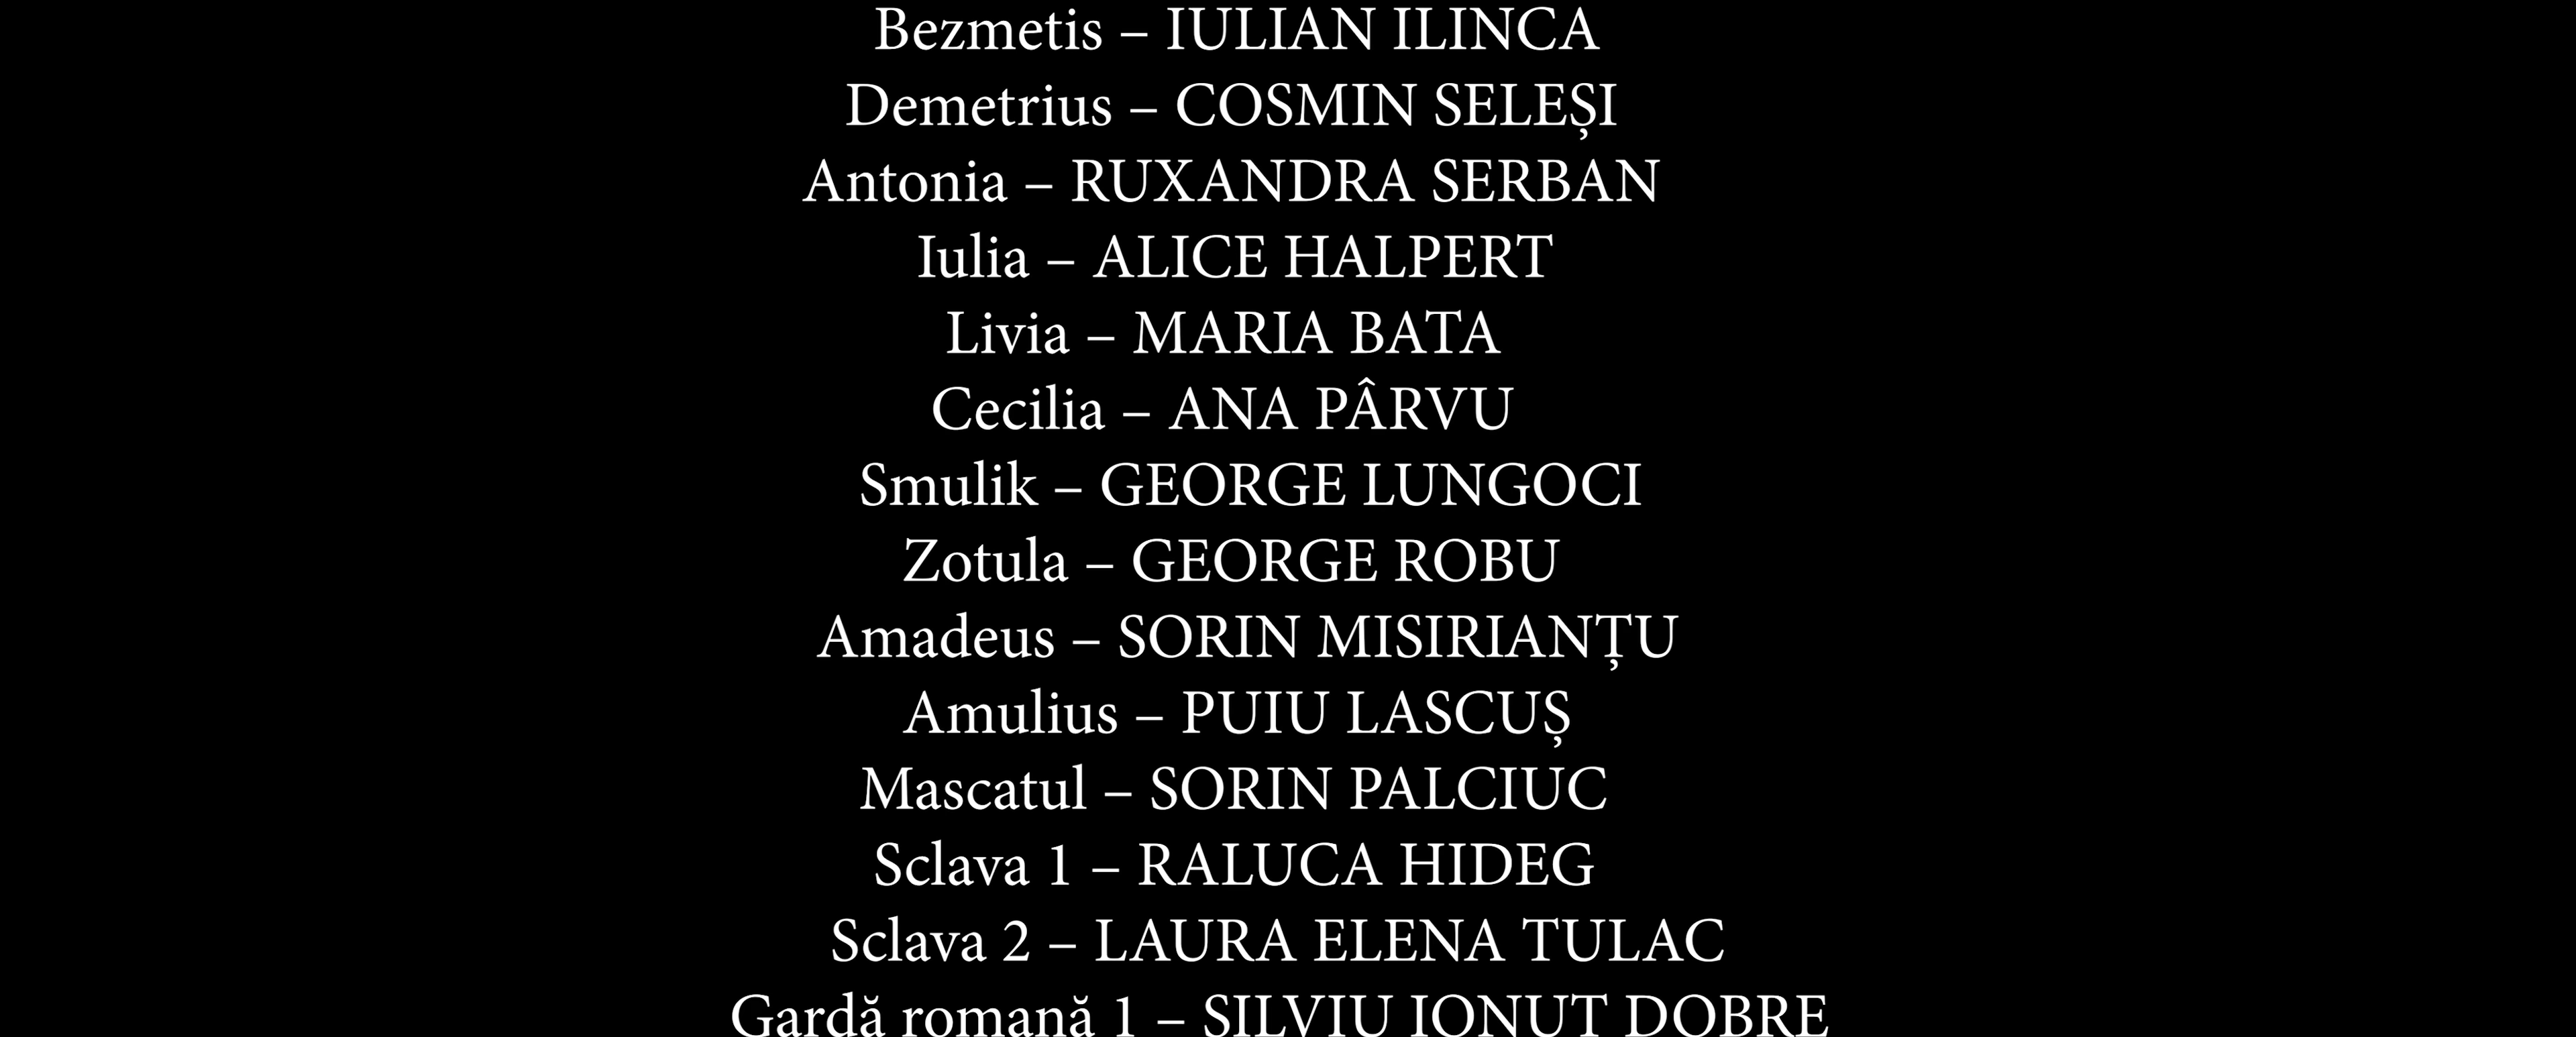 Bezmetis – IULIAN ILINCA
Demetrius – COSMIN SELEȘI
Antonia – RUXANDRA SERBAN
Iulia – ALICE HALPERT
Livia – MARIA BATA
Cecilia – ANA PÂRVU
Smulik – GEORGE LUNGOCI
Zotula – GEORGE ROBU
Amadeus – SORIN MISIRIANȚU
Amulius – PUIU LASCUȘ
Mascatul – SORIN PALCIUC
Sclava 1 – RALUCA HIDEG
Sclava 2 – LAURA ELENA TULAC
Gardă romană 1 – SILVIU IONUT DOBRE